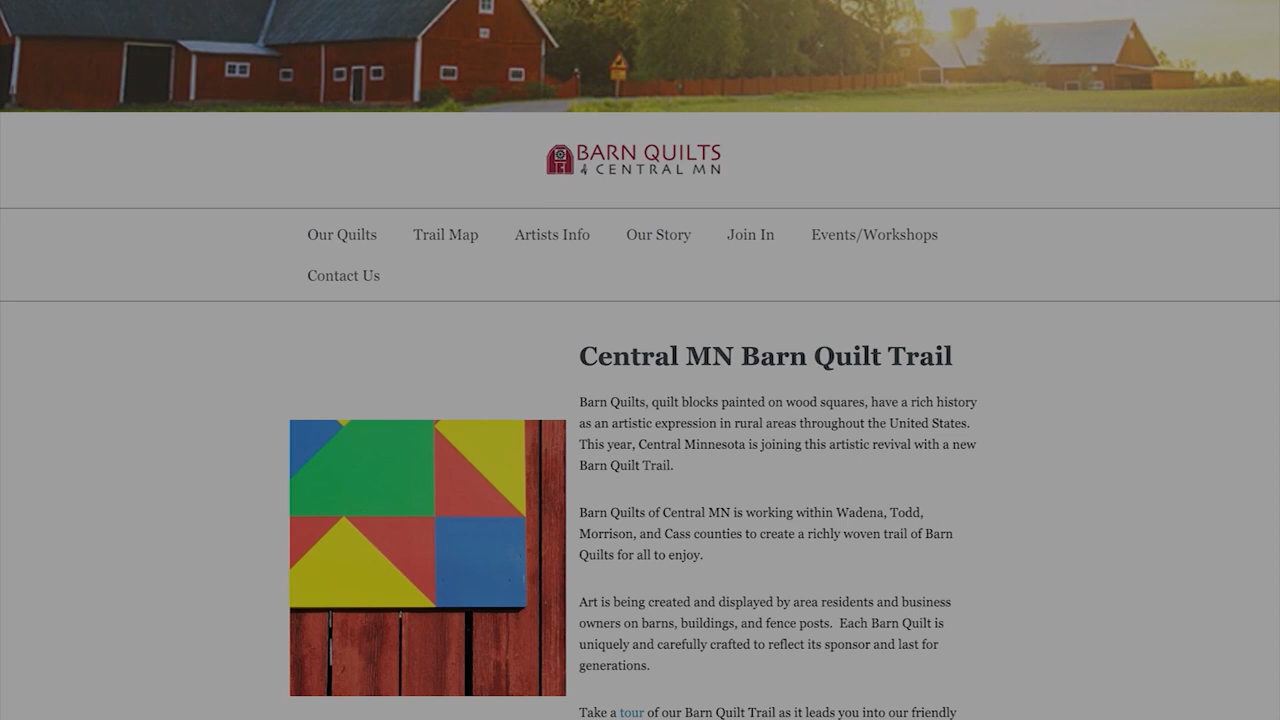 BARN QUILTS
of CENTRAL MN
Our Quilts Trail Map Artists Info Our Story Join In Events/Workshops
Contact Us
Central MN Barn Quilt Trail
Barn Quilts, quilt blocks painted on wood squares, have a rich history
as an artistic expression in rural areas throughout the United States.
This year, Central Minnesota is joining this artistic revival with a new
Barn Quilt Trail.
Barn Quilts of Central MN is working within Wadena, Todd,
Morrison, and Cass counties to create a richly woven trail of Barn
Quilts for all to enjoy.
Art is being created and displayed by area residents and business
owners on barns, buildings, and fence posts. Each Barn Quilt is
uniquely and carefully crafted to reflect its sponsor and last for
generations.
Take a tour of our Barn Quilt Trail as it leads you into our friendly